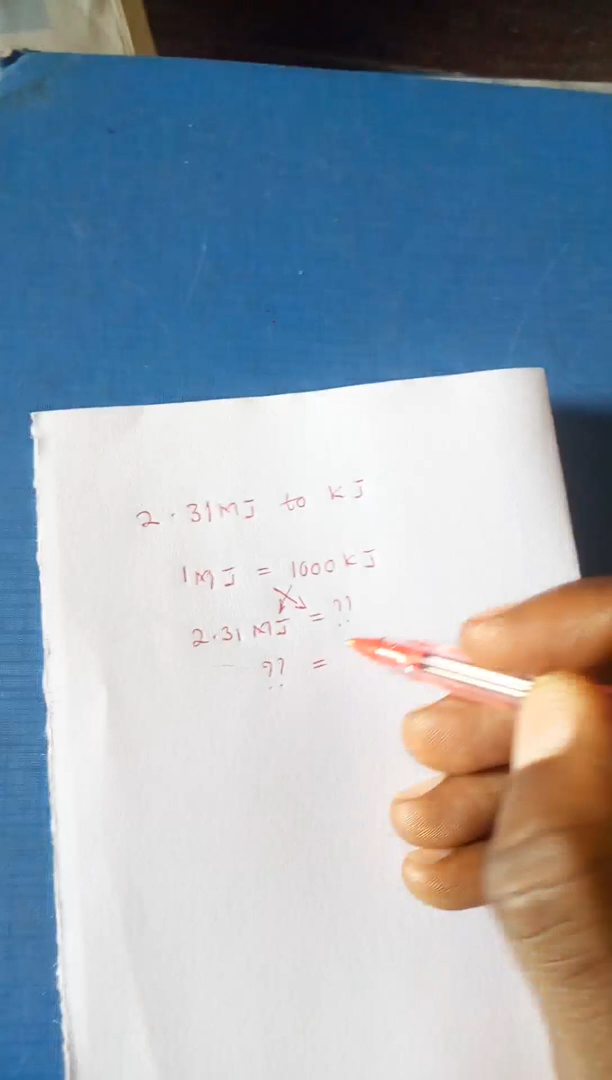 2.31MJ to KJ
1MJ = 1000KJ
2.31MJ = ??
?? =